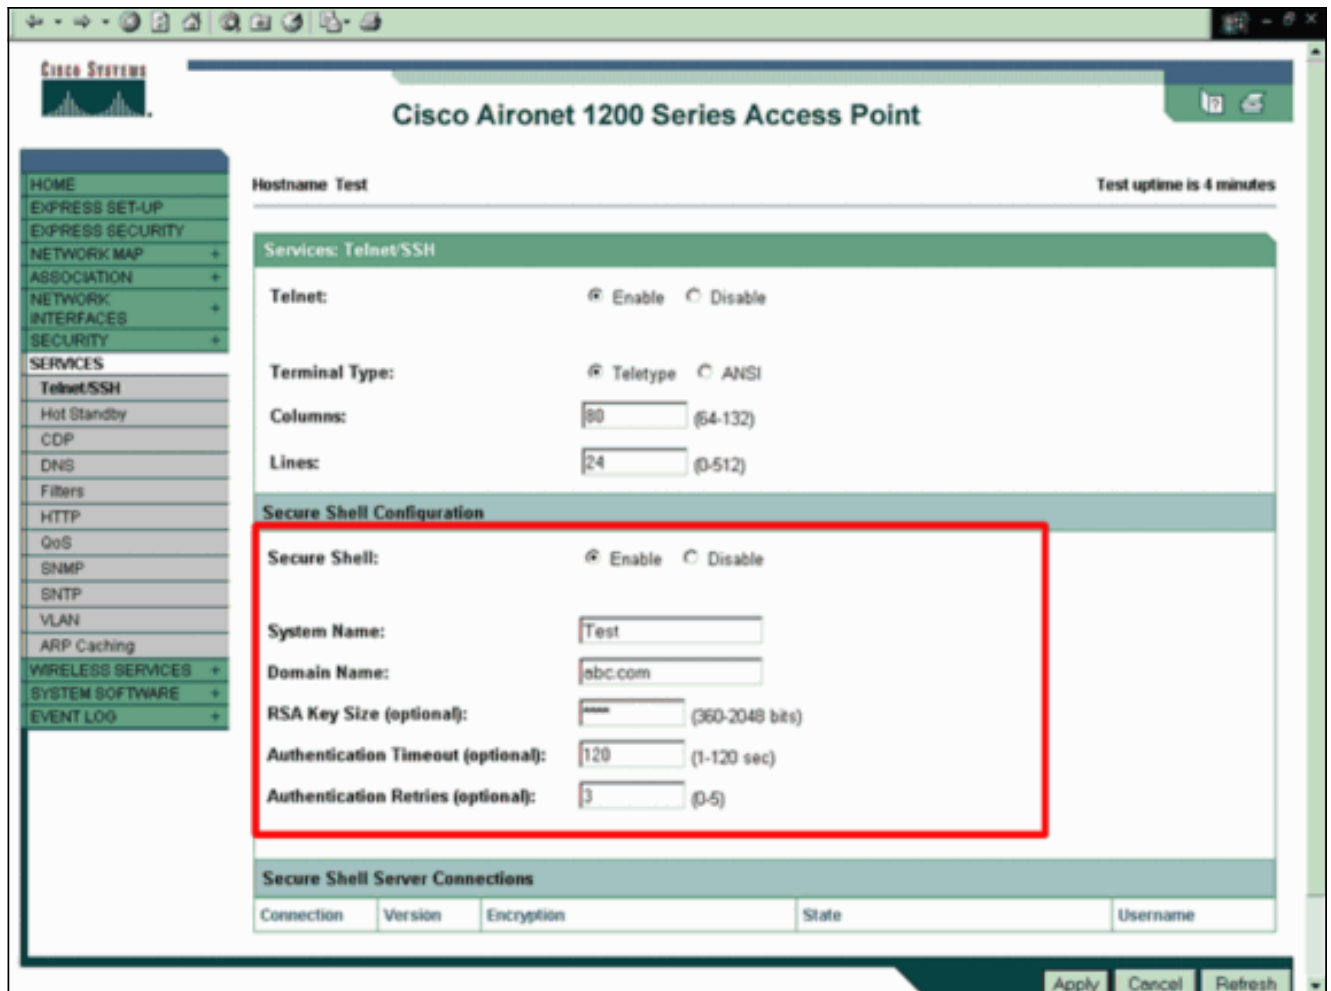 CISCO SYSTEMS
Cisco Aironet 1200 Series Access Point
HOME
EXPRESS SET-UP
EXPRESS SECURITY
NETWORK MAP +
ASSOCIATION +
NETWORK
INTERFACES +
SECURITY +
SERVICES
Telnet/SSH
Hot Standby
CDP
DNS
Filters
HTTP
QoS
SNMP
SNTP
VLAN
ARP Caching
WIRELESS SERVICES +
SYSTEM SOFTWARE +
EVENT LOG +
Hostname Test Test uptime is 4 minutes
Services: Telnet/SSH
Telnet: Enable Disable
Terminal Type: Teletype ANSI
Columns: 80 (64-132)
Lines: 24 (0-512)
Secure Shell Configuration
Secure Shell: Enable Disable
System Name: Test
Domain Name: abc.com
RSA Key Size (optional): **** (360-2048 bits)
Authentication Timeout (optional): 120 (1-120 sec)
Authentication Retries (optional): 3 (0-5)
Secure Shell Server Connections
Connection Version Encryption State Username
Apply Cancel Refresh